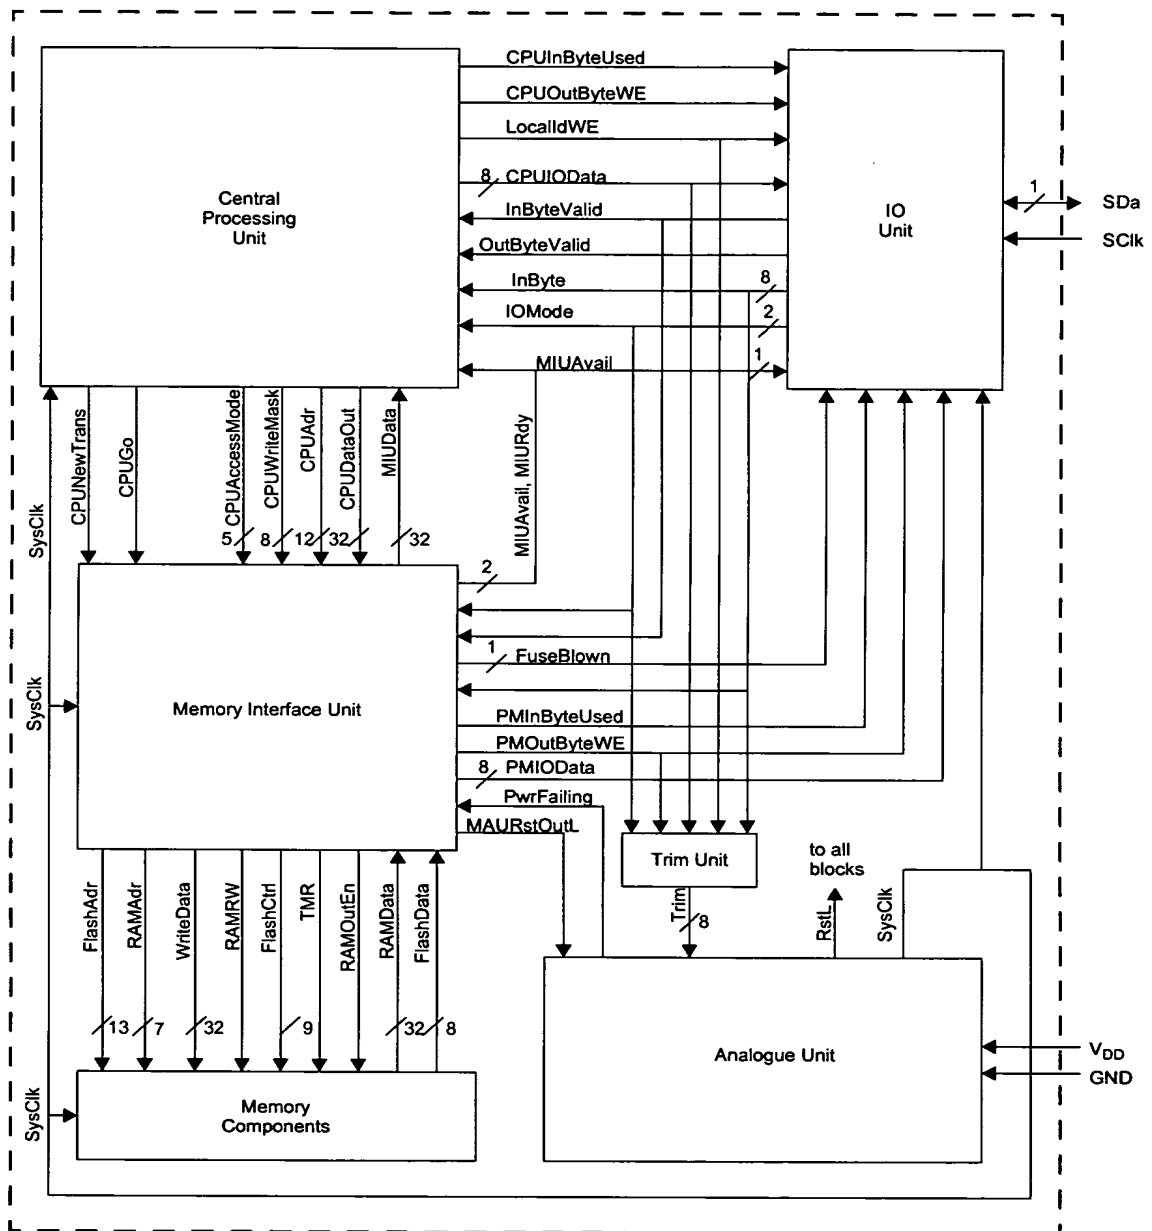 CPUInByteUsed
CPUOutByteWE
LocalIdWE
8 CPUIOData
InByteValid
OutByteValid
InByte 8
IOMode 2
MIUAvail 1
Central
Processing
Unit
IO
Unit
1 SDa
SClk
CPUNewTrans
CPUGo
CPUAccessMode
CPUWriteMask
CPUAdr
CPUDataOut
MIUData
MIUAvail, MIURdy
SysClk
5 8 12 32 32
2
1 FuseBlown
Memory Interface Unit
SysClk
PMInByteUsed
PMOutByteWE
8 PMIOData
PwrFailing
MAURstOutL
Trim Unit
to all
blocks
Trim
8
RstL
SysClk
FlashAdr
RAMAdr
WriteData
RAMRW
FlashCtrl
TMR
RAMOutEn
RAMData
FlashData
13 7 32 9 32 8
Analogue Unit
VDD
GND
Memory
Components
SysClk